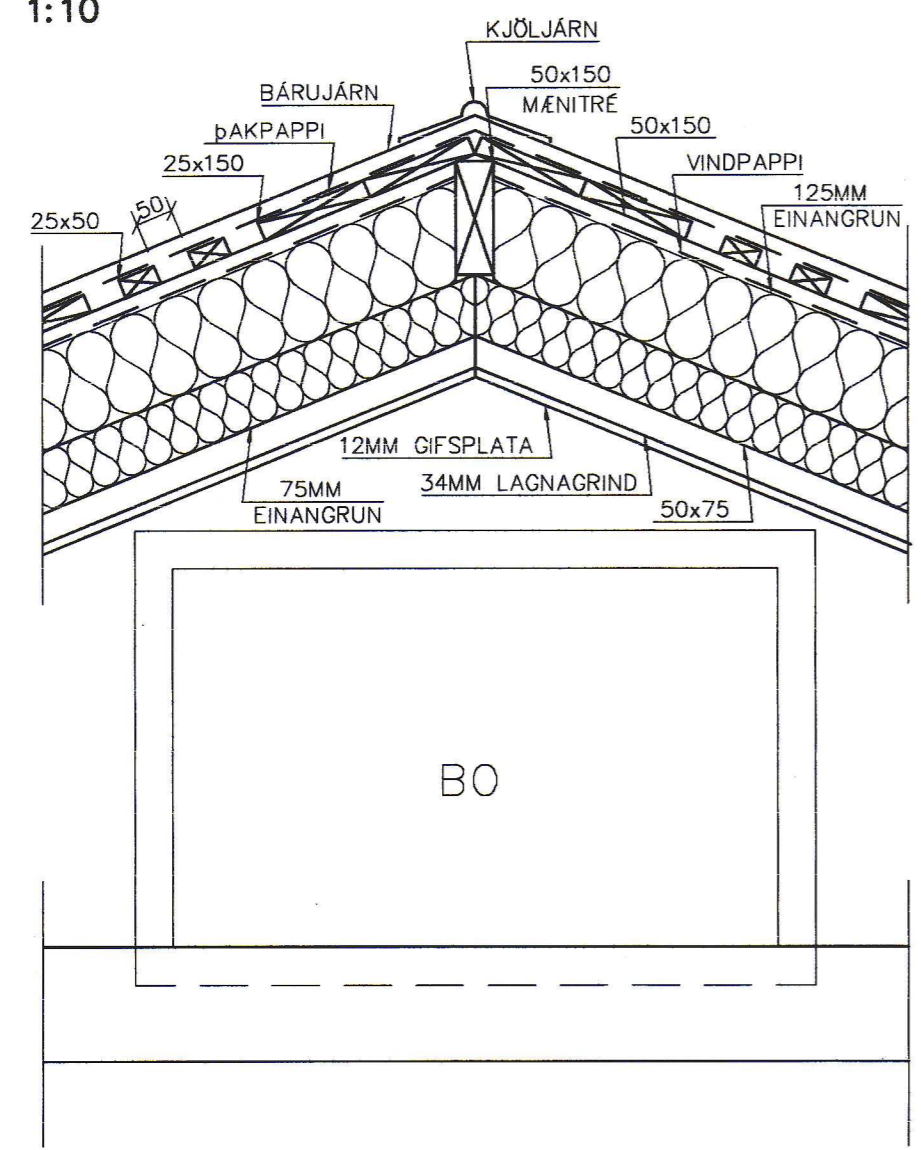 1:10
KJÖLJÁRN
50x150
MÆNITRÉ
BÁRUJÁRN
ÞAKPAPPI
50x150
25x150
VINDPAPPI
125MM
EINANGRUN
50
25x50
12MM GIFSPLATA
34MM LAGNAGRIND
75MM
EINANGRUN
50x75
BO